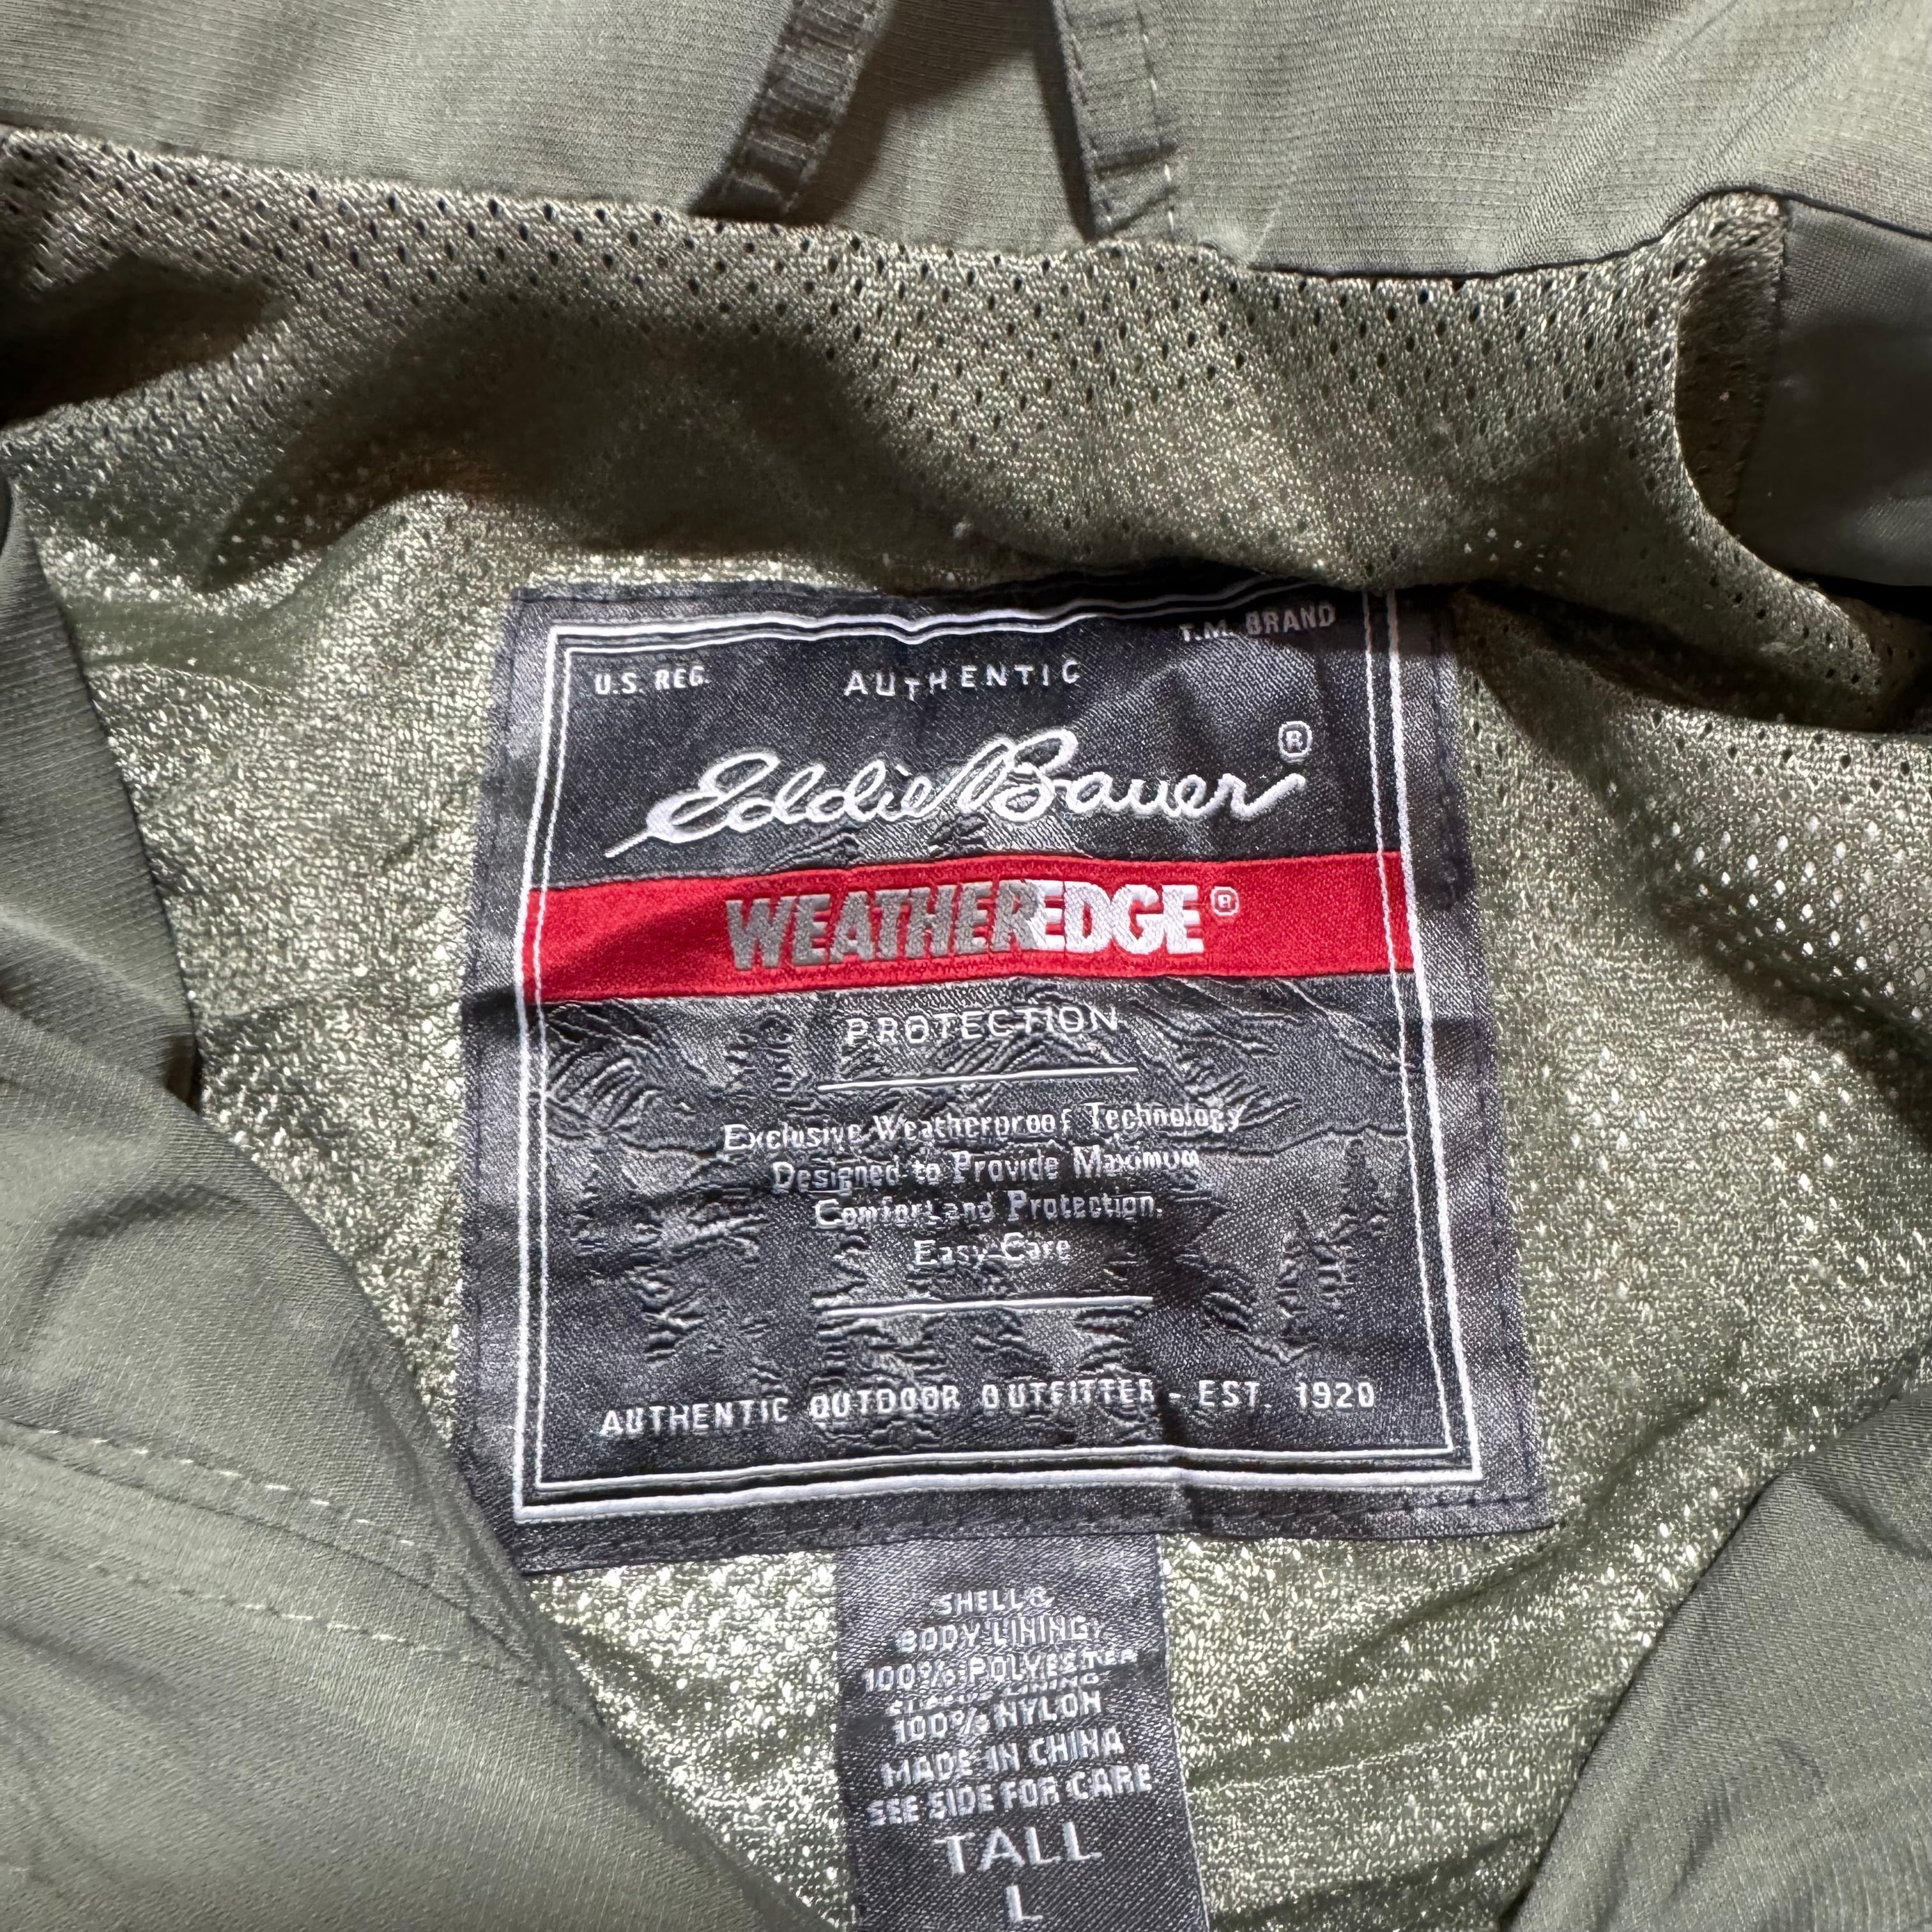 U.S. REG.
AUTHENTIC
T.M. BRAND
Eddie Bauer®
WEATHEREDGE®
PROTECTION
Exclusive Weatherproof Technology
Designed to Provide Maximum
Comfort and Protection.
Easy Care
AUTHENTIC OUTDOOR OUTFITTER - EST. 1920
SHELL &
BODY LINING:
100% POLYESTER
SLEEVE LINING
100% NYLON
MADE IN CHINA
SEE SIDE FOR CARE
TALL
L